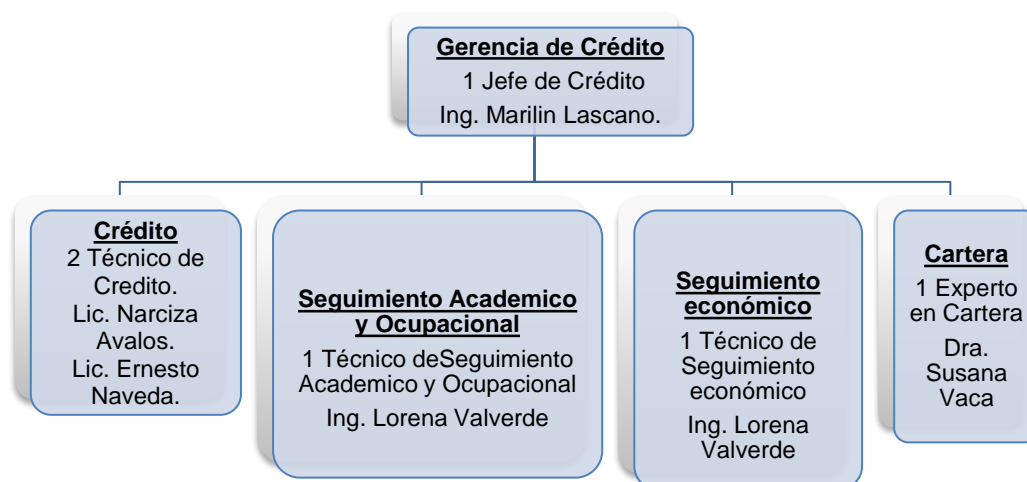 Gerencia de Crédito
1 Jefe de Crédito
Ing. Marilin Lascano.
Crédito
2 Técnico de
Credito.
Lic. Narciza
Avalos.
Lic. Ernesto
Naveda.
Seguimiento Academico
y Ocupacional
1 Técnico deSeguimiento
Academico y Ocupacional
Ing. Lorena Valverde
Seguimiento
económico
1 Técnico de
Seguimiento
económico
Ing. Lorena
Valverde
Cartera
1 Experto
en Cartera
Dra.
Susana
Vaca